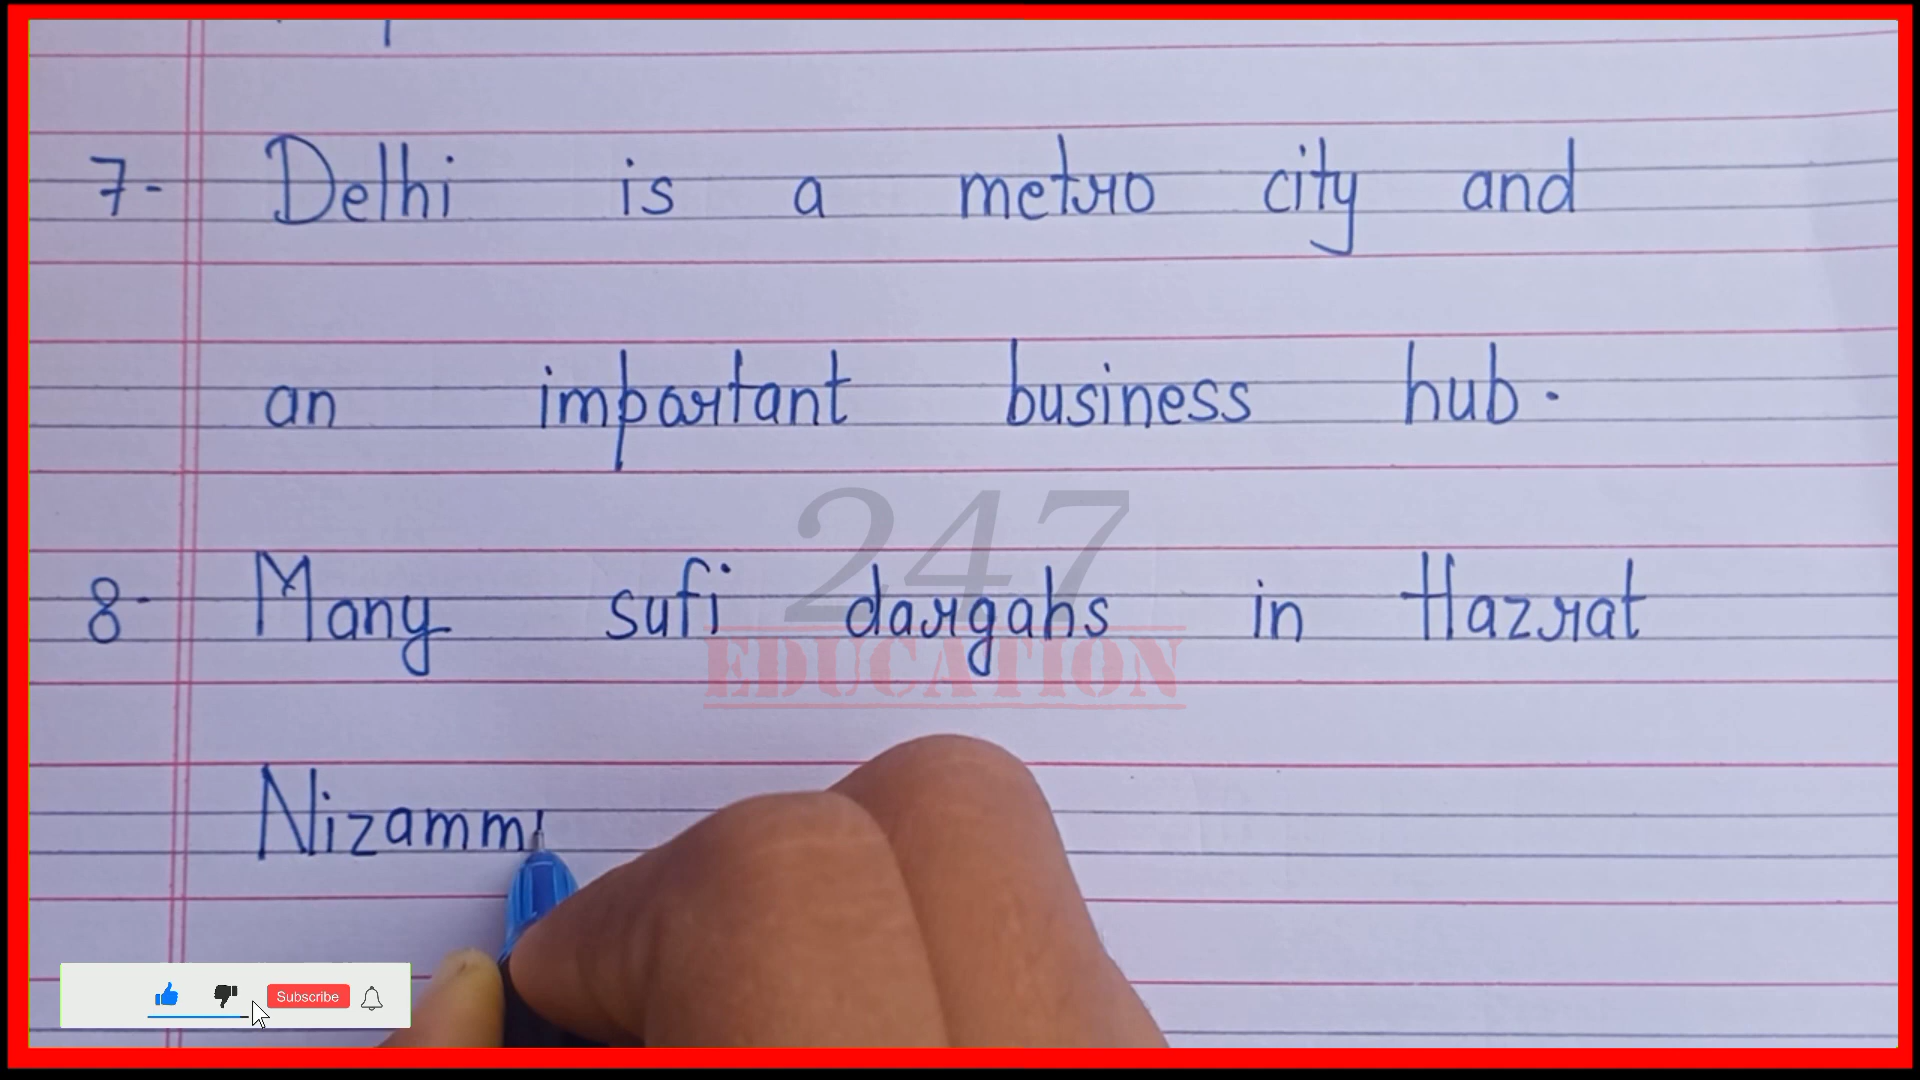 7- Delhi is a metro city and
an important business hub.
247
8- Many sufi dargahs in Hazrat
EDUCATION
Nizamm
Subscribe